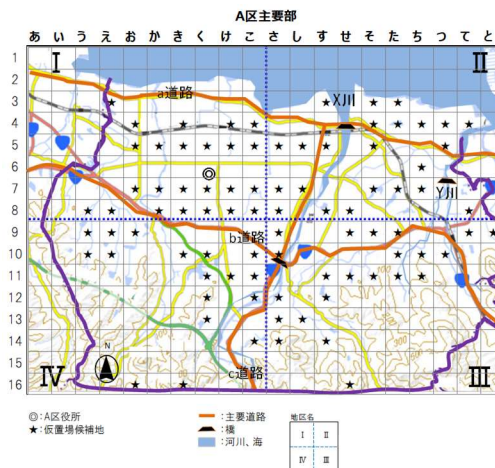 A区主要部
あ い う え お か き く け こ さ し す せ そ た ち つ て と
1
2
3
4
5
6
7
8
9
10
11
12
13
14
15
16
I
II
III
IV
a道路
X川
Y川
b道路
c道路
N
◎:A区役所
★:仮置場候補地
:主要道路
:橋
:河川、海
地区名
I II
IV III